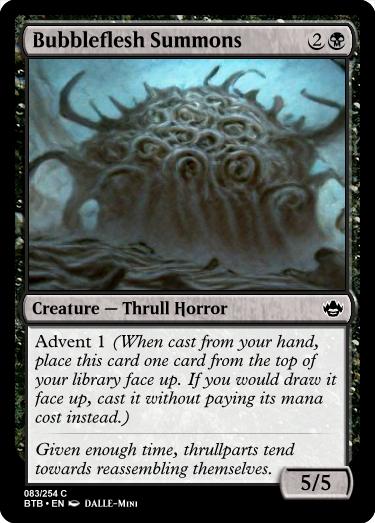 Bubbleflesh Summons 2
Creature — Thrull Horror
Advent 1 (When cast from your hand,
place this card one card from the top of
your library face up. If you would draw it
face up, cast it without paying its mana
cost instead.)
Given enough time, thrullparts tend
towards reassembling themselves.
5/5
083/254 C
BTB • EN DALLE-Mini